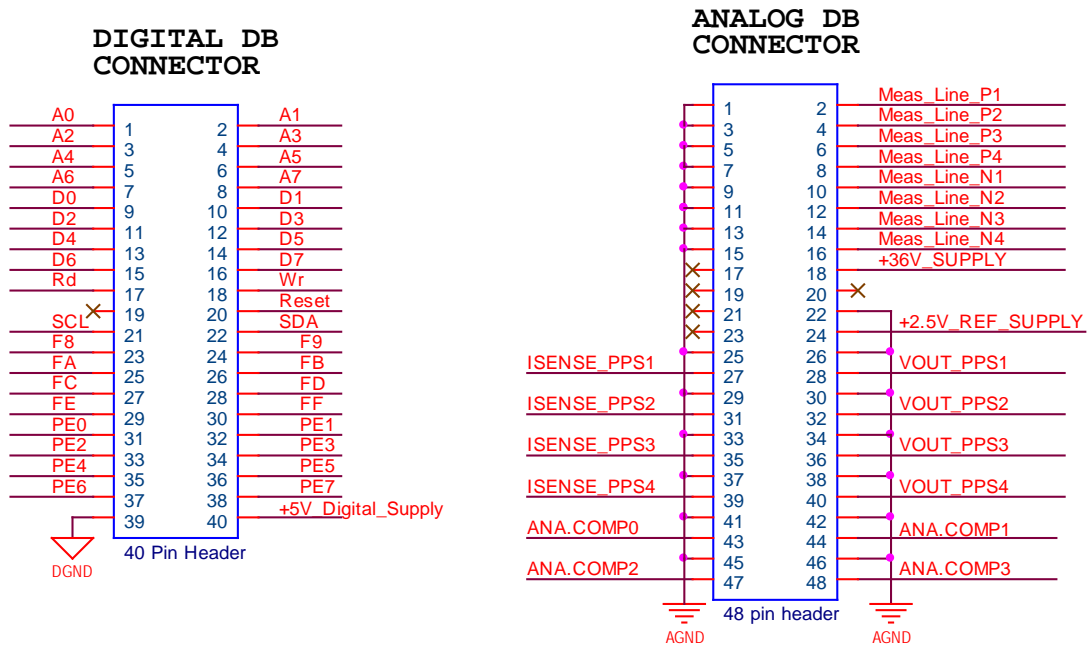 DIGITAL DB
CONNECTOR
A0 1 2 A1
A2 3 4 A3
A4 5 6 A5
A6 7 8 A7
D0 9 10 D1
D2 11 12 D3
D4 13 14 D5
D6 15 16 D7
Rd 17 18 Wr
19 20 Reset
SCL 21 22 SDA
F8 23 24 F9
FA 25 26 FB
FC 27 28 FD
FE 29 30 FF
PE0 31 32 PE1
PE2 33 34 PE3
PE4 35 36 PE5
PE6 37 38 PE7
39 40 +5V_Digital_Supply
40 Pin Header
DGND
ANALOG DB
CONNECTOR
1 2 Meas_Line_P1
3 4 Meas_Line_P2
5 6 Meas_Line_P3
7 8 Meas_Line_P4
9 10 Meas_Line_N1
11 12 Meas_Line_N2
13 14 Meas_Line_N3
15 16 Meas_Line_N4
17 18 +36V_SUPPLY
19 20
21 22
23 24 +2.5V_REF_SUPPLY
25 26
ISENSE_PPS1 27 28 VOUT_PPS1
29 30
ISENSE_PPS2 31 32 VOUT_PPS2
33 34
ISENSE_PPS3 35 36 VOUT_PPS3
37 38
ISENSE_PPS4 39 40 VOUT_PPS4
41 42
ANA.COMP0 43 44 ANA.COMP1
45 46
ANA.COMP2 47 48 ANA.COMP3
48 pin header
AGND AGND